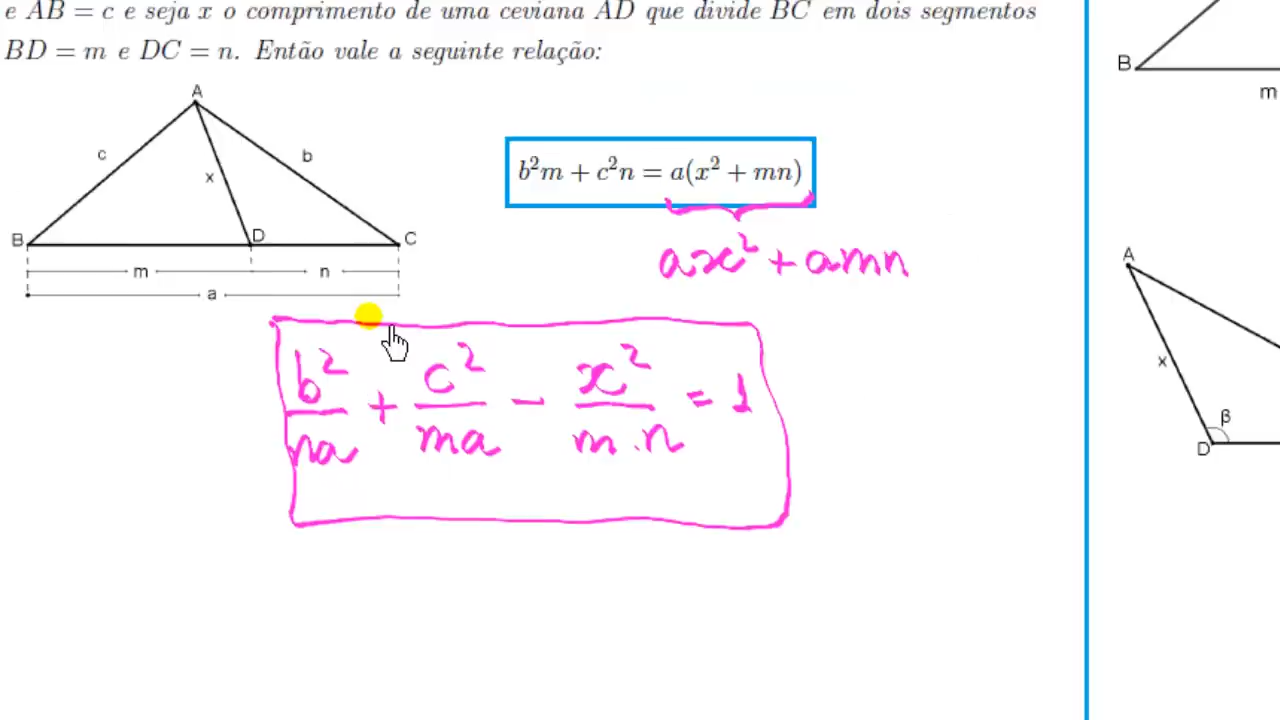 e AB = c e seja x o comprimento de uma ceviana AD que divide BC em dois segmentos
BD = m e DC = n. Então vale a seguinte relação:
A
c
b
x
B
D
C
m
n
a
b²m + c²n = a(x² + mn)
ax² + amn
b²/na + c²/ma − x²/m.n = 1
B
m
A
x
β
D